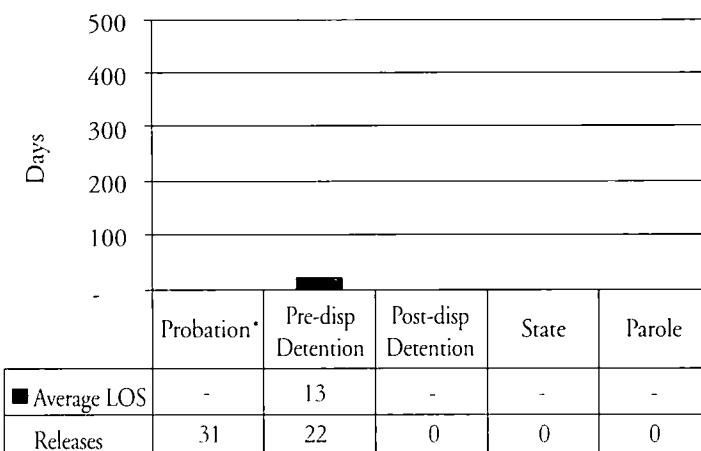 500
400
300
200
100
-
Days
Probation* Pre-disp Detention Post-disp Detention State Parole
■ Average LOS - 13 - - -
Releases 31 22 0 0 0